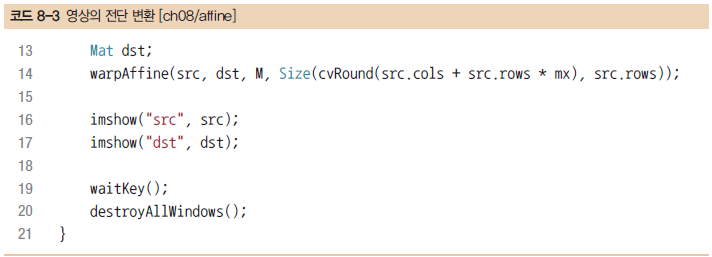 코드 8-3 영상의 전단 변환 [ch08/affine]
13 Mat dst;
14 warpAffine(src, dst, M, Size(cvRound(src.cols + src.rows * mx), src.rows));
15
16 imshow("src", src);
17 imshow("dst", dst);
18
19 waitKey();
20 destroyAllWindows();
21 }